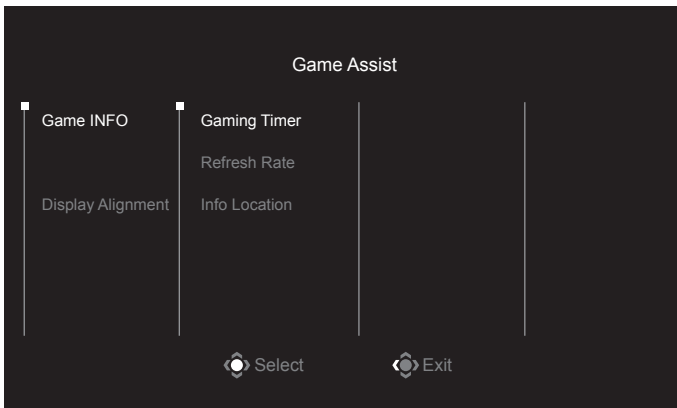 Game Assist
Game INFO
Gaming Timer
Refresh Rate
Display Alignment
Info Location
Select
Exit